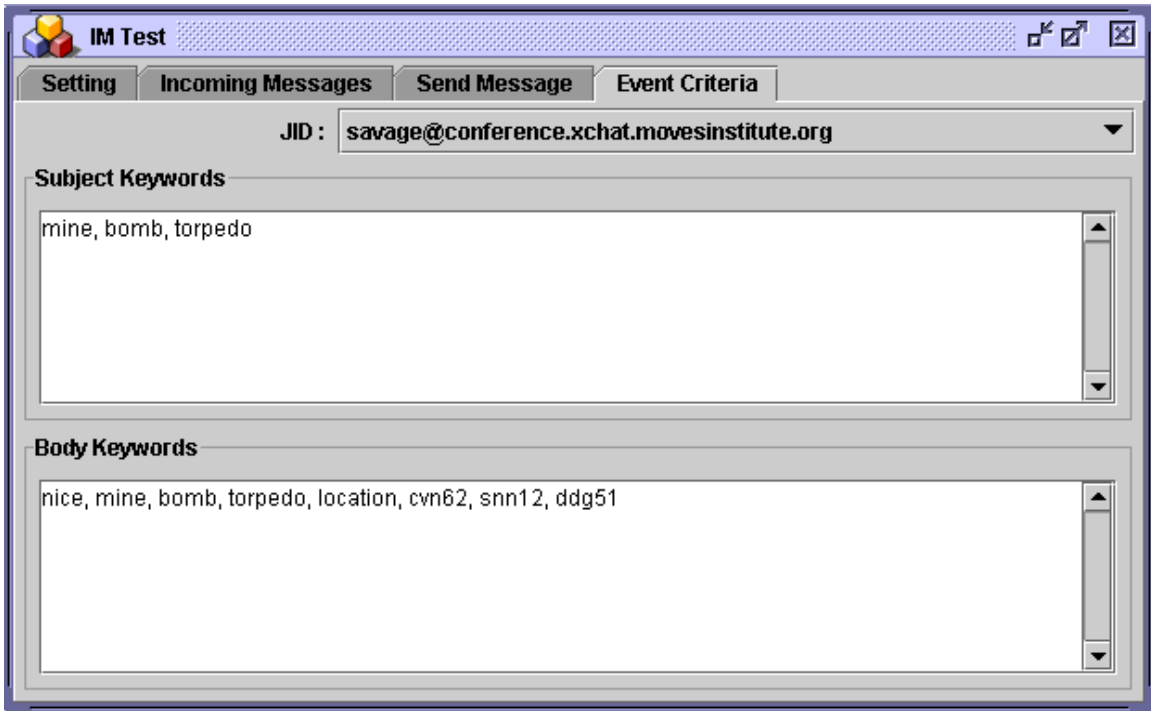 IM Test
Setting Incoming Messages Send Message Event Criteria
JID : savage@conference.xchat.movesinstitute.org
Subject Keywords
mine, bomb, torpedo
Body Keywords
nice, mine, bomb, torpedo, location, cvn62, snn12, ddg51